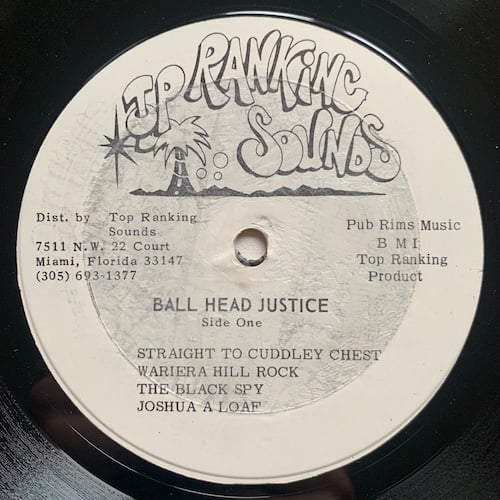 RANKING
SOUNDS
Dist. by Top Ranking
Sounds
7511 N.W. 22 Court
Miami, Florida 33147
(305) 693-1377
Pub Rims Music
B M I
Top Ranking
Product
BALL HEAD JUSTICE
Side One
STRAIGHT TO CUDDLEY CHEST
WARIERA HILL ROCK
THE BLACK SPY
JOSHUA A LOAF